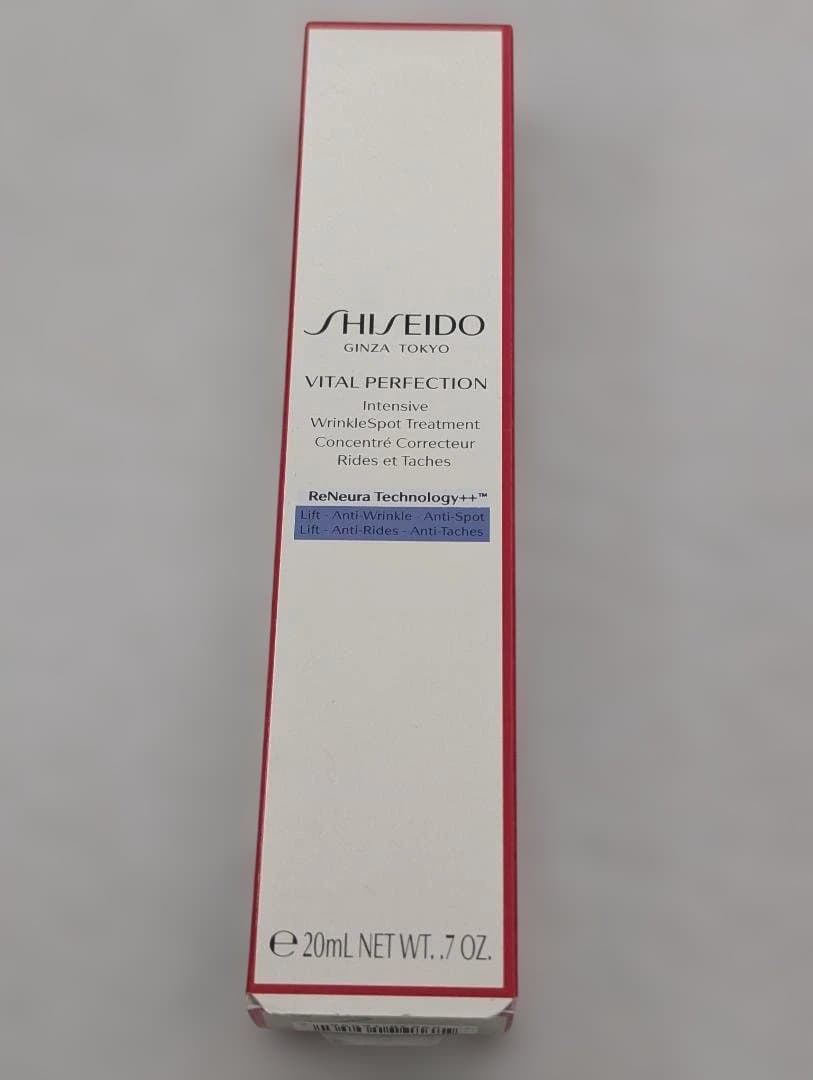 SHISEIDO
GINZA TOKYO
VITAL PERFECTION
Intensive
WrinkleSpot Treatment
Concentré Correcteur
Rides et Taches
ReNeura Technology++™
Lift - Anti-Wrinkle - Anti-Spot
Lift - Anti-Rides - Anti-Taches
℮ 20mL NET WT. .7 OZ.